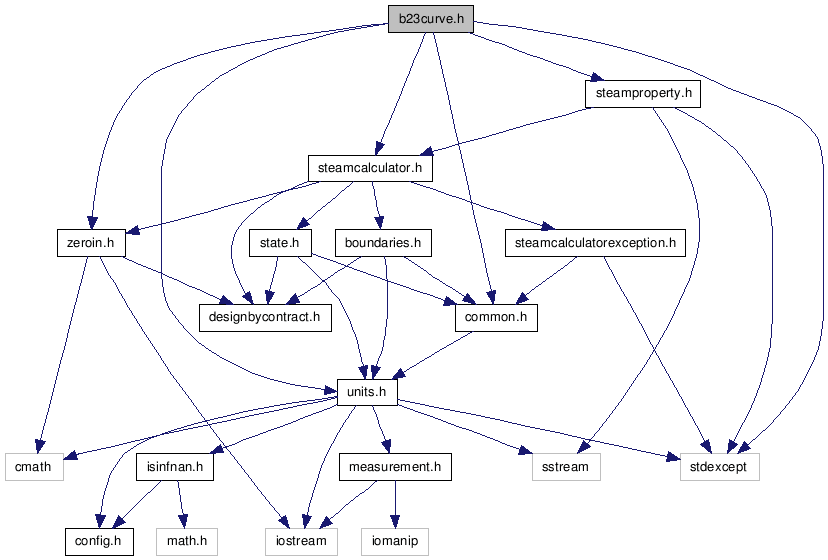 b23curve.h
steamproperty.h
steamcalculator.h
zeroin.h
state.h
boundaries.h
steamcalculatorexception.h
designbycontract.h
common.h
units.h
cmath
isinfnan.h
measurement.h
sstream
stdexcept
config.h
math.h
iostream
iomanip